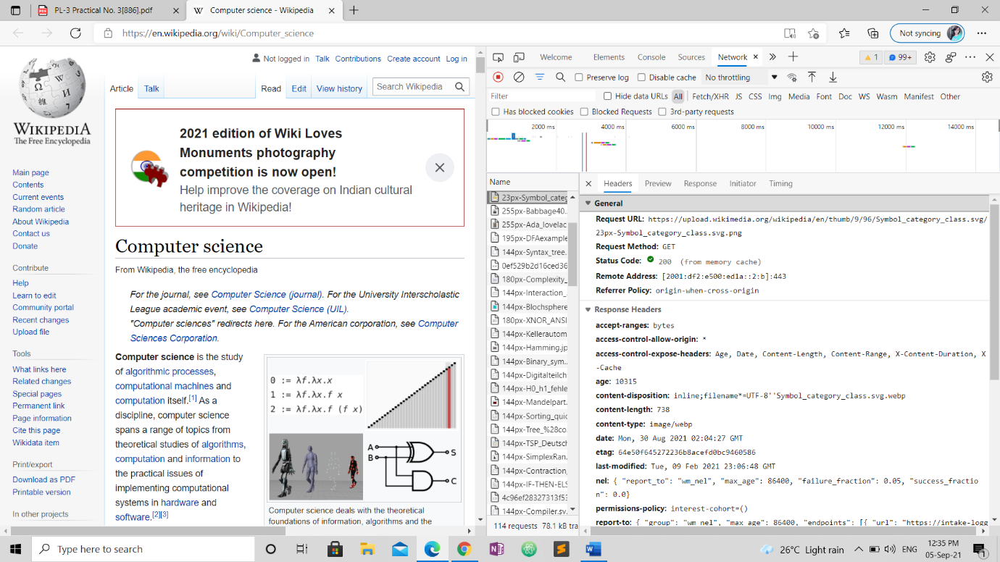 PL-3 Practical No. 3[886].pdf
Computer science - Wikipedia
https://en.wikipedia.org/wiki/Computer_science
Not syncing
Not logged in Talk Contributions Create account Log in
Article Talk Read Edit View history Search Wikipedia
WIKIPEDIA
The Free Encyclopedia
Main page
Contents
Current events
Random article
About Wikipedia
Contact us
Donate
Contribute
Help
Learn to edit
Community portal
Recent changes
Upload file
Tools
What links here
Related changes
Special pages
Permanent link
Page information
Cite this page
Wikidata item
Print/export
Download as PDF
Printable version
In other projects
2021 edition of Wiki Loves
Monuments photography
competition is now open!
Help improve the coverage on Indian cultural
heritage in Wikipedia!
Computer science
From Wikipedia, the free encyclopedia
For the journal, see Computer Science (journal). For the University Interscholastic
League academic event, see Computer Science (UIL).
"Computer sciences" redirects here. For the American corporation, see Computer
Sciences Corporation.
Computer science is the study
of algorithmic processes,
computational machines and
computation itself.[1] As a
discipline, computer science
spans a range of topics from
theoretical studies of algorithms,
computation and information to
the practical issues of
implementing computational
systems in hardware and
software.[2][3]
0 := λf.λx.x
1 := λf.λx.f x
2 := λf.λx.f (f x)
A
B
S
C
Computer science deals with the theoretical
foundations of information, algorithms and the
Welcome Elements Console Sources Network 1 99+
Preserve log Disable cache No throttling
Filter Hide data URLs All Fetch/XHR JS CSS Img Media Font Doc WS Wasm Manifest Other
Has blocked cookies Blocked Requests 3rd-party requests
2000 ms 4000 ms 6000 ms 8000 ms 10000 ms 12000 ms 14000 ms
Name
23px-Symbol_categ
255px-Babbage40..
255px-Ada_lovelac
195px-DFAexample
144px-Syntax_tree..
0ef529b2d16ced36
180px-Complexity_
144px-Interaction_.
144px-Blochsphere
180px-XNOR_ANSI
144px-Kellerautom
144px-Hamming.jp
144px-Binary_sym..
144px-Digitalteilch
144px-H0_h1_fehle
144px-Mandelpart.
144px-Sorting_quic
144px-Tree_%28co.
144px-TSP_Deutsch
144px-SimplexRan.
144px-Contraction_
144px-IF-THEN-ELS
4c96ef28327313f53
144px-Compiler.sv
114 requests 78.1 kB tra
Headers Preview Response Initiator Timing
General
Request URL: https://upload.wikimedia.org/wikipedia/en/thumb/9/96/Symbol_category_class.svg/
23px-Symbol_category_class.svg.png
Request Method: GET
Status Code: 200 (from memory cache)
Remote Address: [2001:df2:e500:ed1a::2:b]:443
Referrer Policy: origin-when-cross-origin
Response Headers
accept-ranges: bytes
access-control-allow-origin: *
access-control-expose-headers: Age, Date, Content-Length, Content-Range, X-Content-Duration, X
-Cache
age: 10315
content-disposition: inline;filename*=UTF-8''Symbol_category_class.svg.webp
content-length: 738
content-type: image/webp
date: Mon, 30 Aug 2021 02:04:27 GMT
etag: 64e50f645272236b8acefd0bc9460586
last-modified: Tue, 09 Feb 2021 23:06:48 GMT
nel: { "report_to": "wm_nel", "max_age": 86400, "failure_fraction": 0.05, "success_fractio
n": 0.0}
permissions-policy: interest-cohort=()
report-to: { "group": "wm_nel", "max_age": 86400, "endpoints": [{ "url": "https://intake-logg
Type here to search
26°C Light rain ENG 12:35 PM
05-Sep-21
1